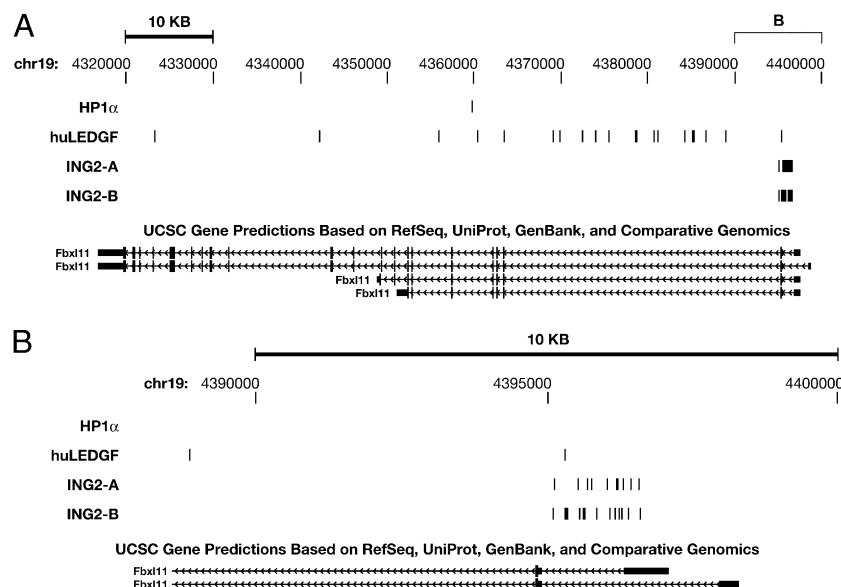 A
10 KB
B
chr19: 4320000 4330000 4340000 4350000 4360000 4370000 4380000 4390000 4400000
HP1α
huLEDGF
ING2-A
ING2-B
UCSC Gene Predictions Based on RefSeq, UniProt, GenBank, and Comparative Genomics
Fbxl11
Fbxl11
Fbxl11
Fbxl11
B
10 KB
chr19: 4390000 4395000 4400000
HP1α
huLEDGF
ING2-A
ING2-B
UCSC Gene Predictions Based on RefSeq, UniProt, GenBank, and Comparative Genomics
Fbxl11
Fbxl11